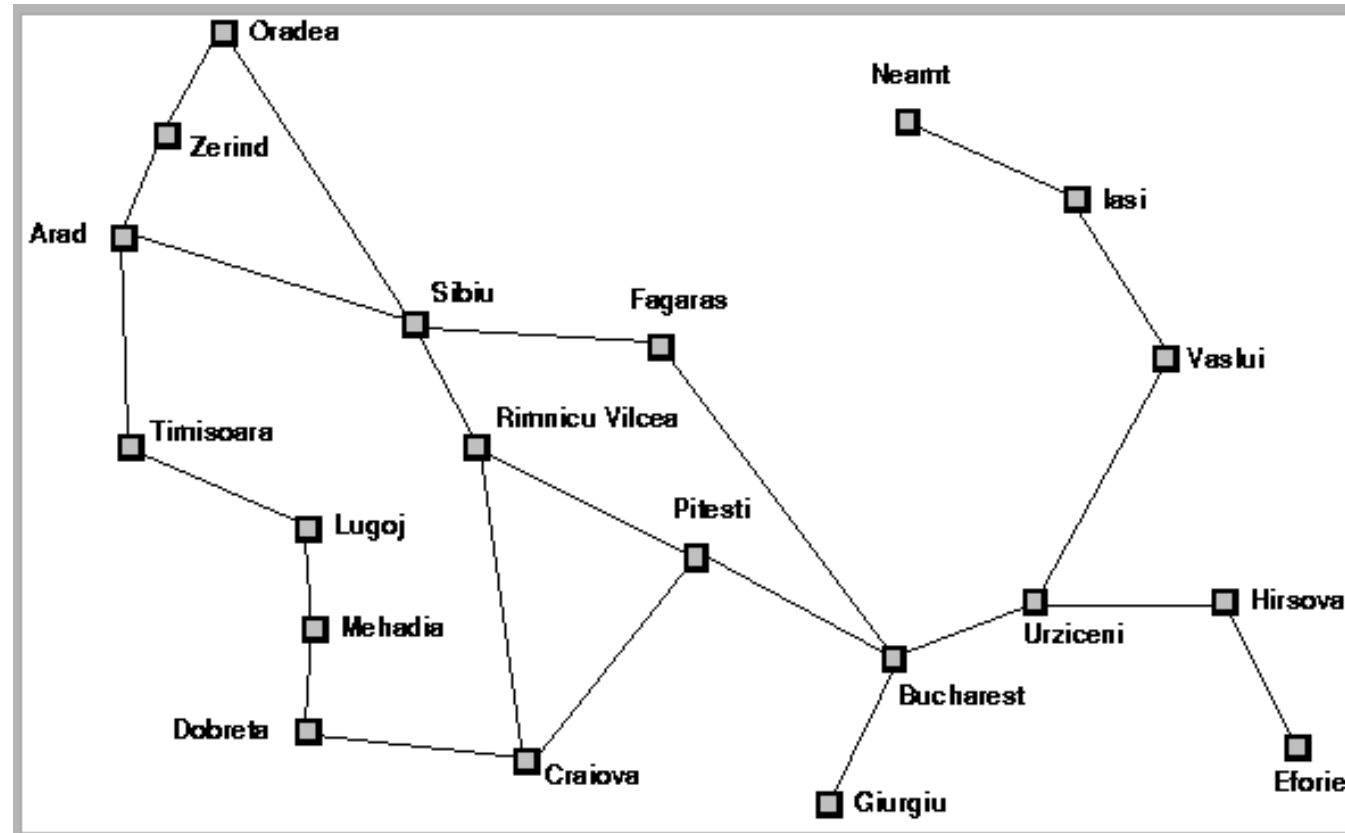 Oradea
Neamt
Zerind
Iasi
Arad
Sibiu
Fagaras
Vaslui
Rimnicu Vilcea
Timisoara
Pitesti
Lugoj
Hirsova
Mehadia
Urziceni
Bucharest
Dobreta
Craiova
Eforie
Giurgiu